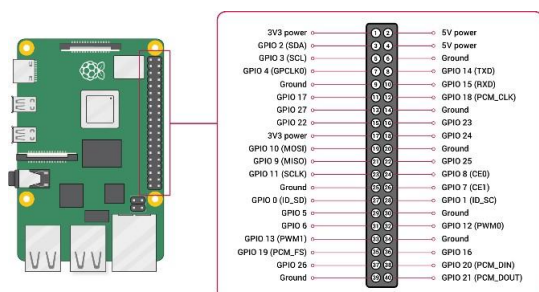 3V3 power 1 2 5V power
GPIO 2 (SDA) 3 4 5V power
GPIO 3 (SCL) 5 6 Ground
GPIO 4 (GPCLK0) 7 8 GPIO 14 (TXD)
Ground 9 10 GPIO 15 (RXD)
GPIO 17 11 12 GPIO 18 (PCM_CLK)
GPIO 27 13 14 Ground
GPIO 22 15 16 GPIO 23
3V3 power 17 18 GPIO 24
GPIO 10 (MOSI) 19 20 Ground
GPIO 9 (MISO) 21 22 GPIO 25
GPIO 11 (SCLK) 23 24 GPIO 8 (CE0)
Ground 25 26 GPIO 7 (CE1)
GPIO 0 (ID_SD) 27 28 GPIO 1 (ID_SC)
GPIO 5 29 30 Ground
GPIO 6 31 32 GPIO 12 (PWM0)
GPIO 13 (PWM1) 33 34 Ground
GPIO 19 (PCM_FS) 35 36 GPIO 16
GPIO 26 37 38 GPIO 20 (PCM_DIN)
Ground 39 40 GPIO 21 (PCM_DOUT)